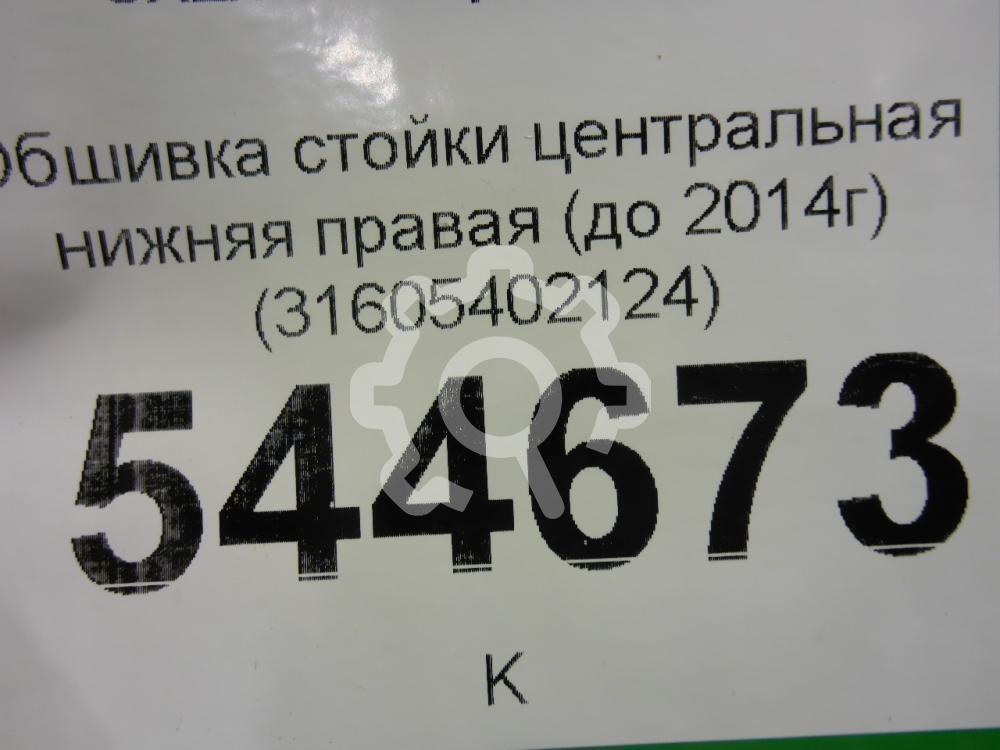 Обшивка стойки центральная
нижняя правая (до 2014г)
(31605402124)
544673
К